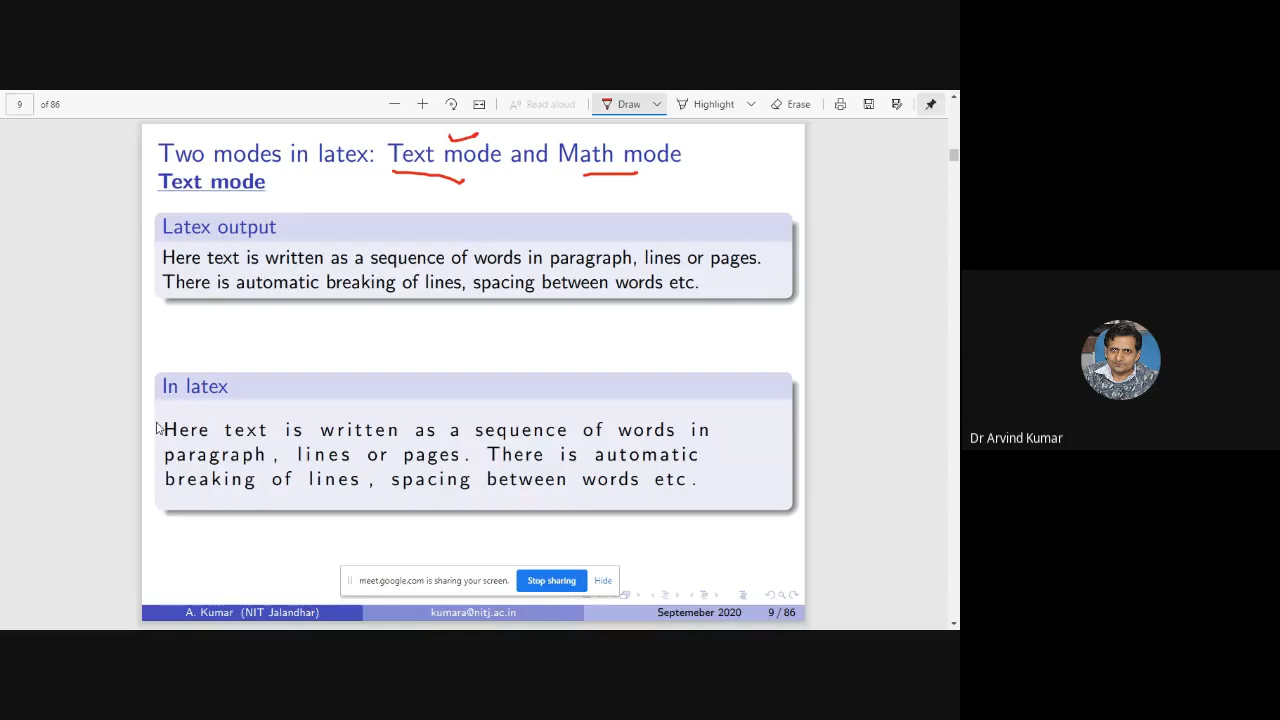 9 of 86
Read aloud
Draw
Highlight
Erase
Two modes in latex: Text mode and Math mode
Text mode
Latex output
Here text is written as a sequence of words in paragraph, lines or pages.
There is automatic breaking of lines, spacing between words etc.
In latex
Here text is written as a sequence of words in
paragraph, lines or pages. There is automatic
breaking of lines, spacing between words etc.
meet.google.com is sharing your screen. Stop sharing Hide
A. Kumar (NIT Jalandhar) kumara@nitj.ac.in Septemeber 2020 9 / 86
Dr Arvind Kumar